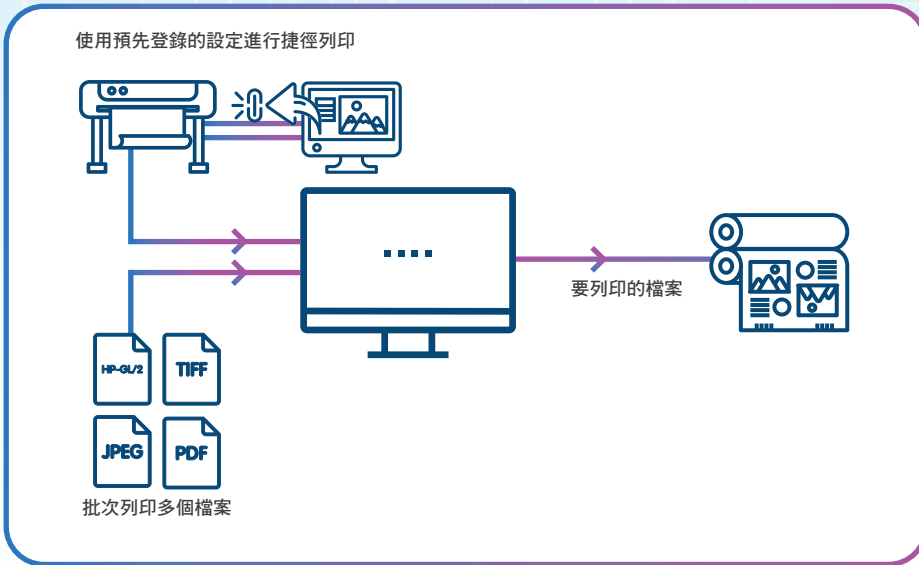 使用預先登錄的設定進行捷徑列印
要列印的檔案
HP-GL/2
TIFF
JPEG
PDF
批次列印多個檔案